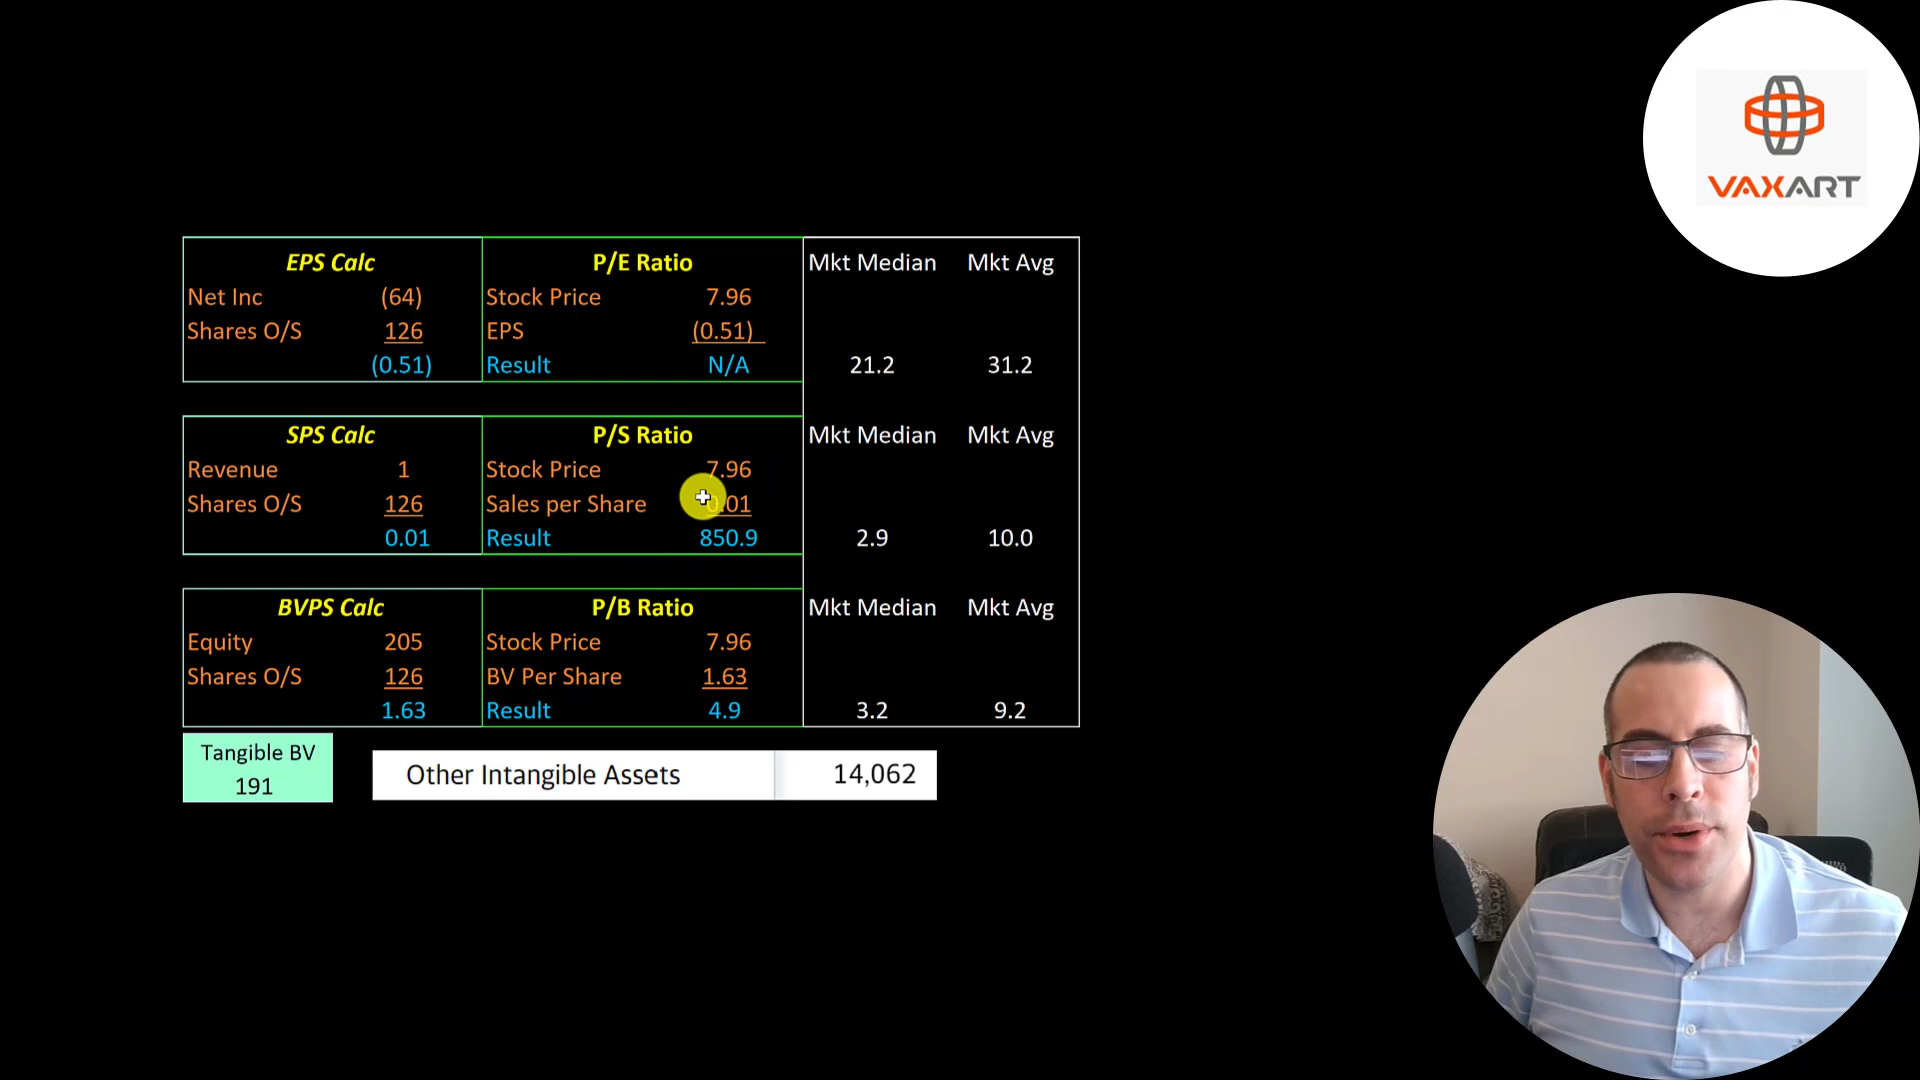 VAXART
EPS Calc P/E Ratio Mkt Median Mkt Avg
Net Inc (64) Stock Price 7.96
Shares O/S 126 EPS (0.51)
(0.51) Result N/A 21.2 31.2
SPS Calc P/S Ratio Mkt Median Mkt Avg
Revenue 1 Stock Price 7.96
Shares O/S 126 Sales per Share 0.01
0.01 Result 850.9 2.9 10.0
BVPS Calc P/B Ratio Mkt Median Mkt Avg
Equity 205 Stock Price 7.96
Shares O/S 126 BV Per Share 1.63
1.63 Result 4.9 3.2 9.2
Tangible BV
191
Other Intangible Assets 14,062